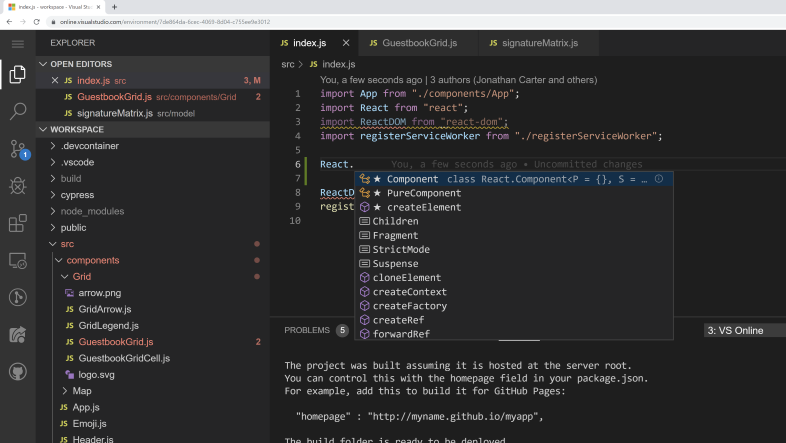 index.js - workspace - Visual Stu
online.visualstudio.com/environment/7de864da-6cec-4069-8d04-c755ee9e3012
EXPLORER
OPEN EDITORS
JS index.js src 3, M
JS GuestbookGrid.js src/components/Grid 2
JS signatureMatrix.js src/model
WORKSPACE
.devcontainer
.vscode
1
build
cypress
node_modules
public
src
components
Grid
arrow.png
JS GridArrow.js
JS GridLegend.js
JS GuestbookGrid.js 2
JS GuestbookGridCell.js
logo.svg
Map
JS App.js
JS Emoji.js
JS Header.js
JS index.js
JS GuestbookGrid.js
JS signatureMatrix.js
src > JS index.js
You, a few seconds ago | 3 authors (Jonathan Carter and others)
1 import App from "./components/App";
2 import React from "react";
3 import ReactDOM from "react-dom";
4 import registerServiceWorker from "./registerServiceWorker";
5
6 React. You, a few seconds ago • Uncommitted changes
7
8 ReactD
9 regist
10
★ Component class React.Component<P = {}, S = …
★ PureComponent
★ createElement
Children
Fragment
StrictMode
Suspense
cloneElement
createContext
createFactory
createRef
forwardRef
PROBLEMS 5
3: VS Online
The project was built assuming it is hosted at the server root.
You can control this with the homepage field in your package.json.
For example, add this to build it for GitHub Pages:
"homepage" : "http://myname.github.io/myapp",
The build folder is ready to be deployed.